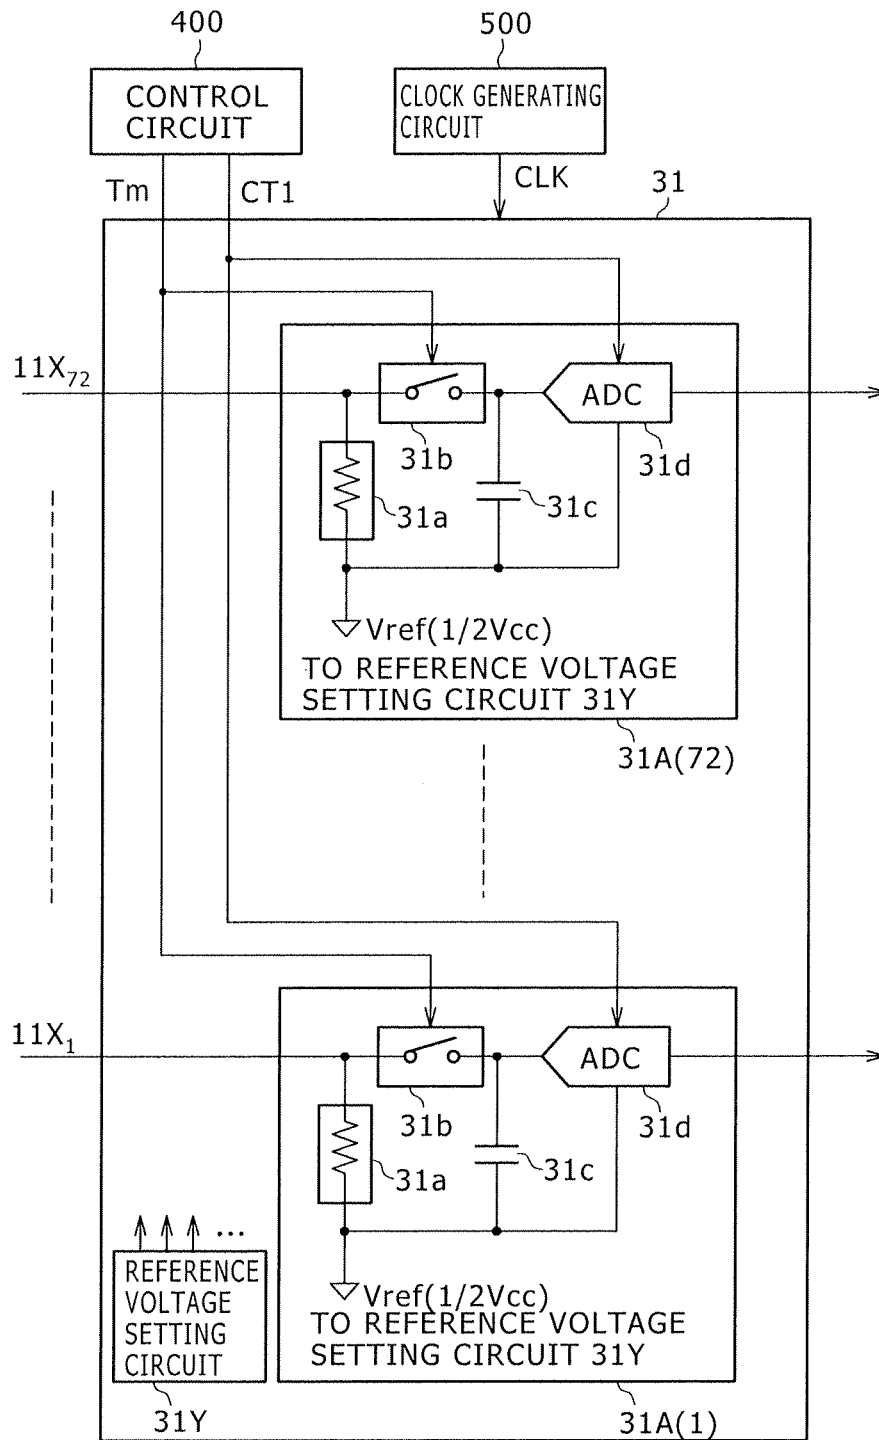 400
500
CONTROL
CIRCUIT
CLOCK GENERATING
CIRCUIT
Tm
CT1
CLK
31
11X72
ADC
31b
31d
31a
31c
Vref(1/2Vcc)
TO REFERENCE VOLTAGE
SETTING CIRCUIT 31Y
31A(72)
11X1
ADC
31b
31d
31a
31c
...
REFERENCE
VOLTAGE
SETTING
CIRCUIT
Vref(1/2Vcc)
TO REFERENCE VOLTAGE
SETTING CIRCUIT 31Y
31Y
31A(1)